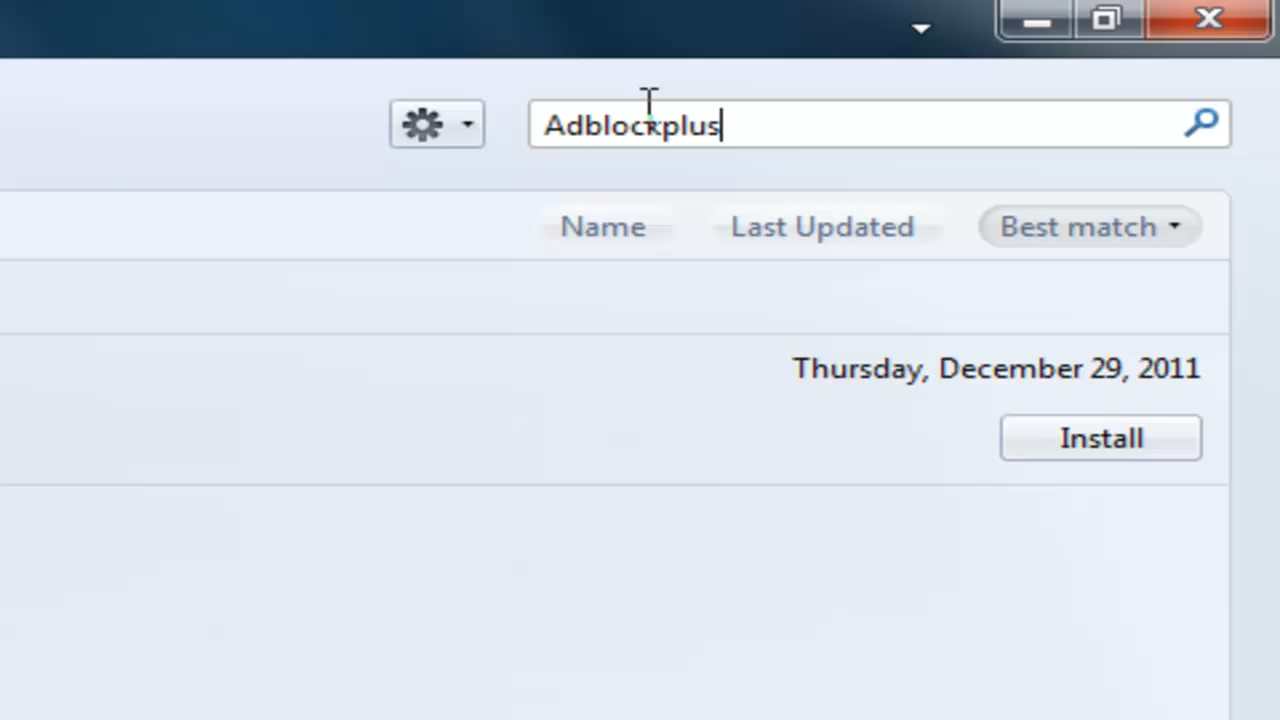 Adblockplus
Name Last Updated Best match
Thursday, December 29, 2011
Install